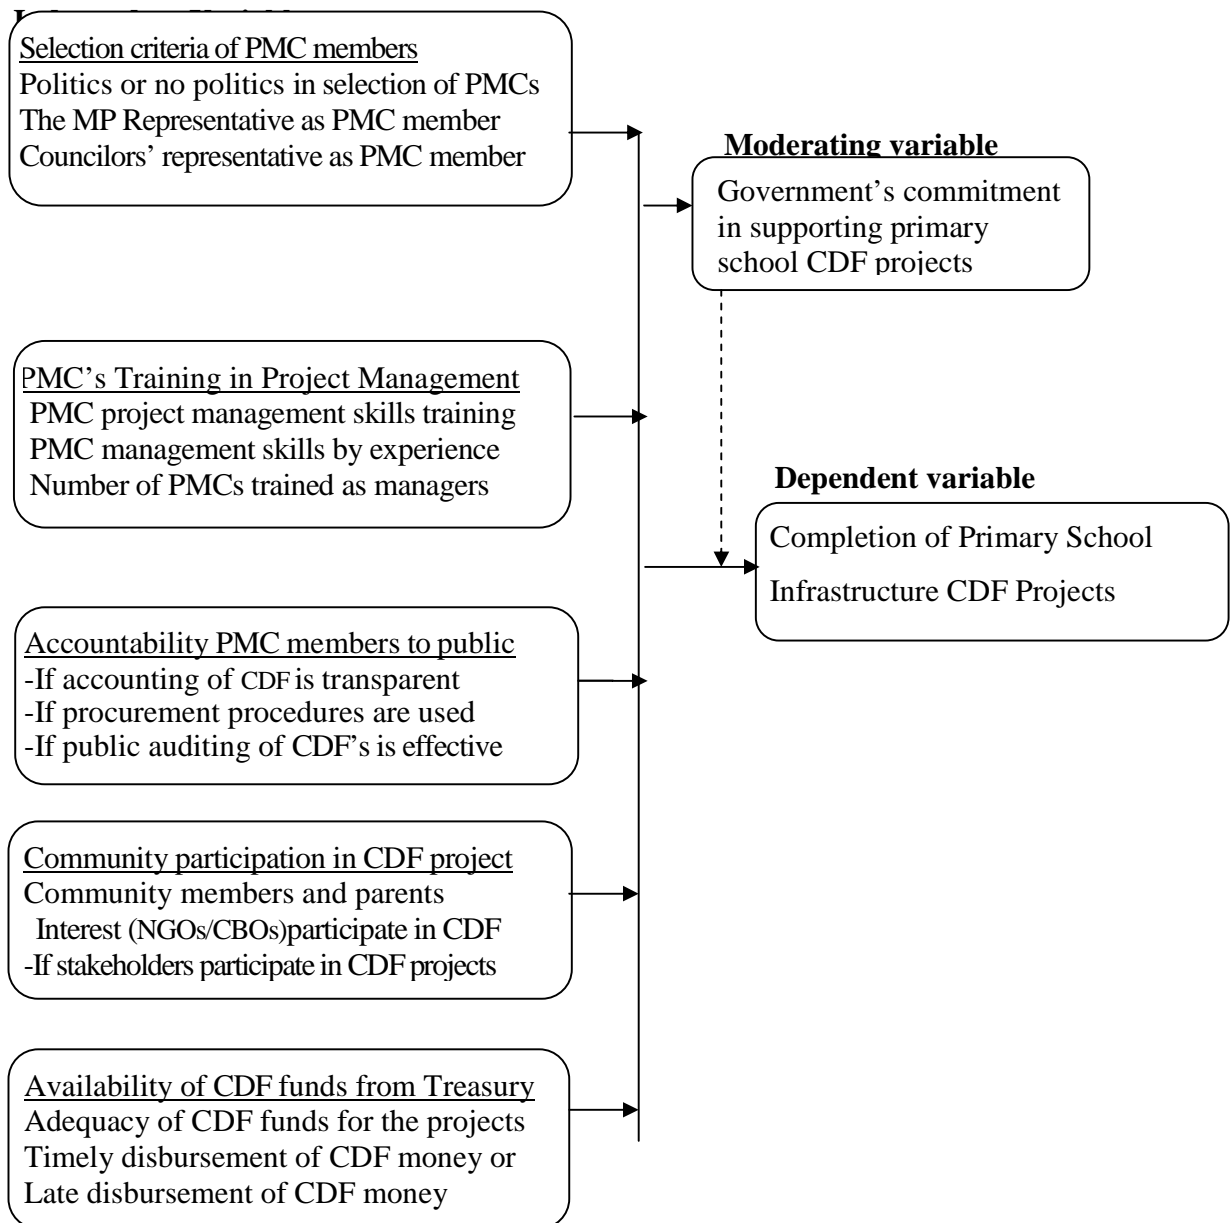 Selection criteria of PMC members
Politics or no politics in selection of PMCs
The MP Representative as PMC member
Councilors’ representative as PMC member
Moderating variable
Government’s commitment
in supporting primary
school CDF projects
PMC’s Training in Project Management
PMC project management skills training
PMC management skills by experience
Number of PMCs trained as managers
Dependent variable
Completion of Primary School
Infrastructure CDF Projects
Accountability PMC members to public
-If accounting of CDF is transparent
-If procurement procedures are used
-If public auditing of CDF’s is effective
Community participation in CDF project
Community members and parents
Interest (NGOs/CBOs)participate in CDF
-If stakeholders participate in CDF projects
Availability of CDF funds from Treasury
Adequacy of CDF funds for the projects
Timely disbursement of CDF money or
Late disbursement of CDF money